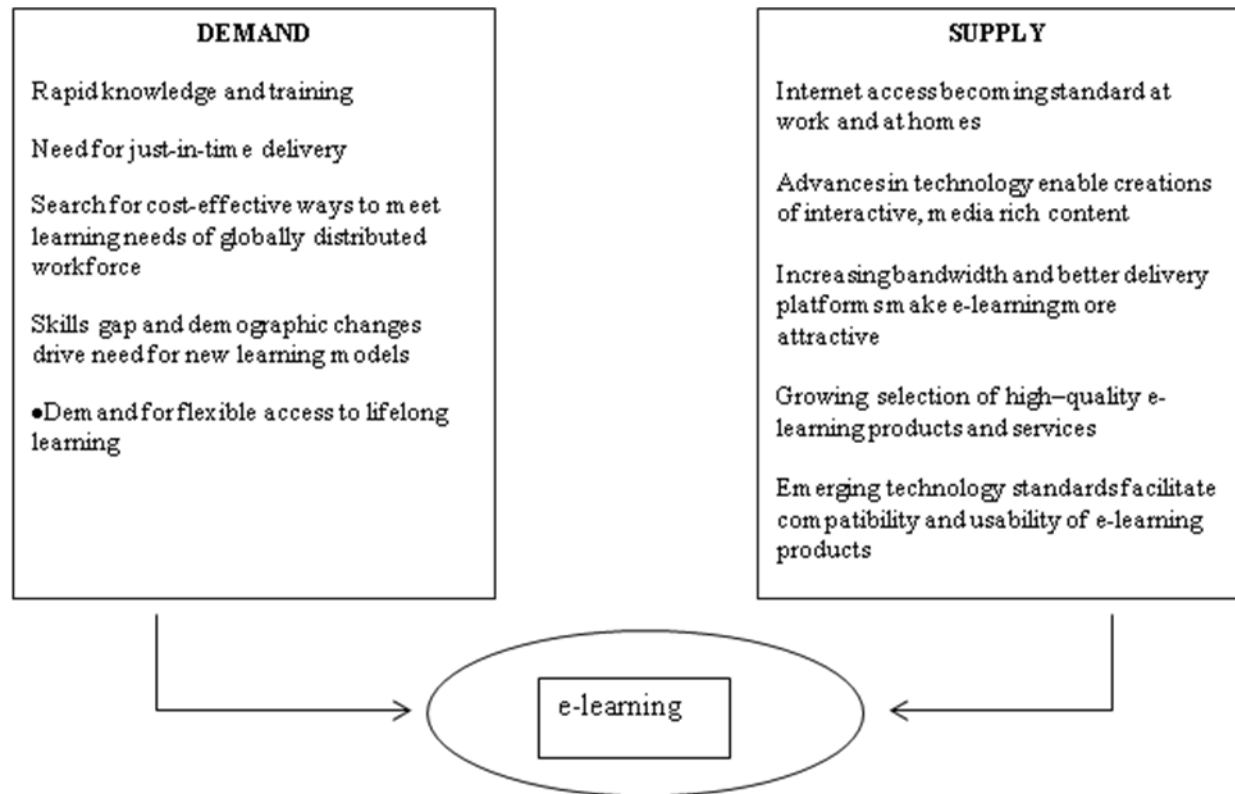 DEMAND
Rapid knowledge and training
Need for just-in-time delivery
Search for cost-effective ways to meet
learning needs of globally distributed
workforce
Skills gap and demographic changes
drive need for new learning models
•Demand for flexible access to lifelong
learning
SUPPLY
Internet access becoming standard at
work and at homes
Advances in technology enable creations
of interactive, media rich content
Increasing bandwidth and better delivery
platforms make e-learning more
attractive
Growing selection of high–quality e-
learning products and services
Emerging technology standards facilitate
compatibility and usability of e-learning
products
e-learning